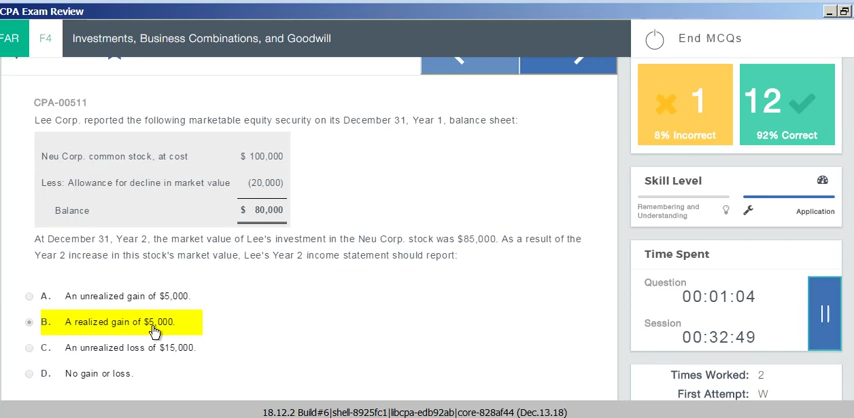 CPA Exam Review
FAR F4 Investments, Business Combinations, and Goodwill
End MCQs
1
8% Incorrect
12
92% Correct
CPA-00511
Lee Corp. reported the following marketable equity security on its December 31, Year 1, balance sheet:
Neu Corp. common stock, at cost $ 100,000
Less: Allowance for decline in market value (20,000)
Balance $ 80,000
At December 31, Year 2, the market value of Lee's investment in the Neu Corp. stock was $85,000. As a result of the
Year 2 increase in this stock's market value, Lee's Year 2 income statement should report:
A. An unrealized gain of $5,000.
B. A realized gain of $5,000.
C. An unrealized loss of $15,000.
D. No gain or loss.
Skill Level
Remembering and
Understanding
Application
Time Spent
Question
00:01:04
Session
00:32:49
Times Worked: 2
First Attempt: W
18.12.2 Build#6|shell-8925fc1|libcpa-edb92ab|core-828af44 (Dec.13.18)